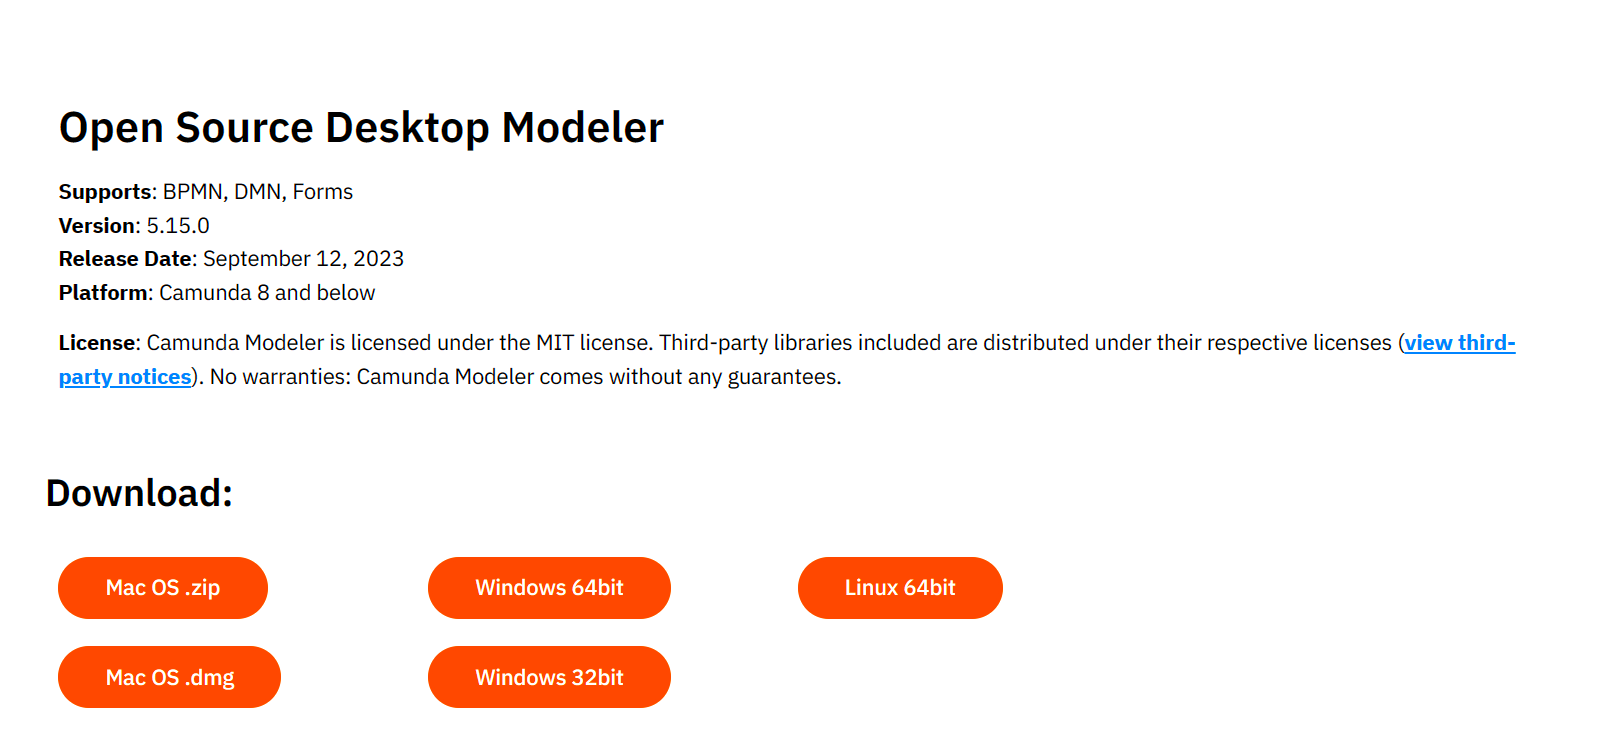 Open Source Desktop Modeler
Supports: BPMN, DMN, Forms
Version: 5.15.0
Release Date: September 12, 2023
Platform: Camunda 8 and below
License: Camunda Modeler is licensed under the MIT license. Third-party libraries included are distributed under their respective licenses (view third-
party notices). No warranties: Camunda Modeler comes without any guarantees.
Download:
Mac OS .zip
Windows 64bit
Linux 64bit
Mac OS .dmg
Windows 32bit